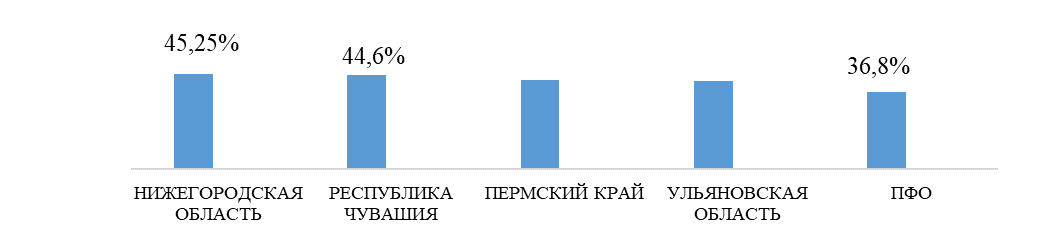 45,25%
44,6%
36,8%
НИЖЕГОРОДСКАЯ
ОБЛАСТЬ
РЕСПУБЛИКА
ЧУВАШИЯ
ПЕРМСКИЙ КРАЙ
УЛЬЯНОВСКАЯ
ОБЛАСТЬ
ПФО